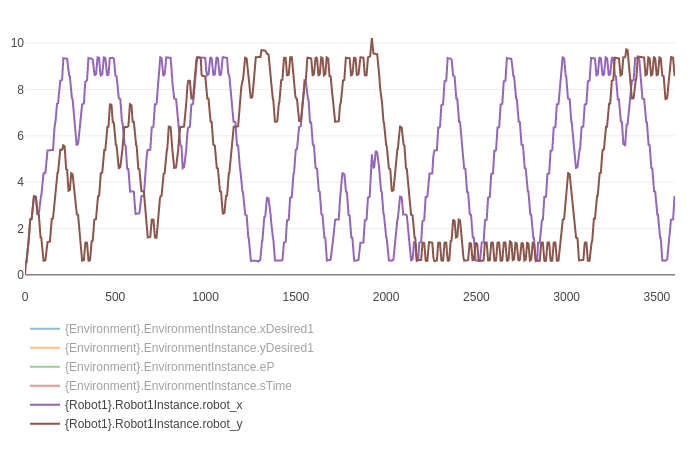 10
8
6
4
2
0
0 500 1000 1500 2000 2500 3000 3500
{Environment}.EnvironmentInstance.xDesired1
{Environment}.EnvironmentInstance.yDesired1
{Environment}.EnvironmentInstance.eP
{Environment}.EnvironmentInstance.sTime
{Robot1}.Robot1Instance.robot_x
{Robot1}.Robot1Instance.robot_y